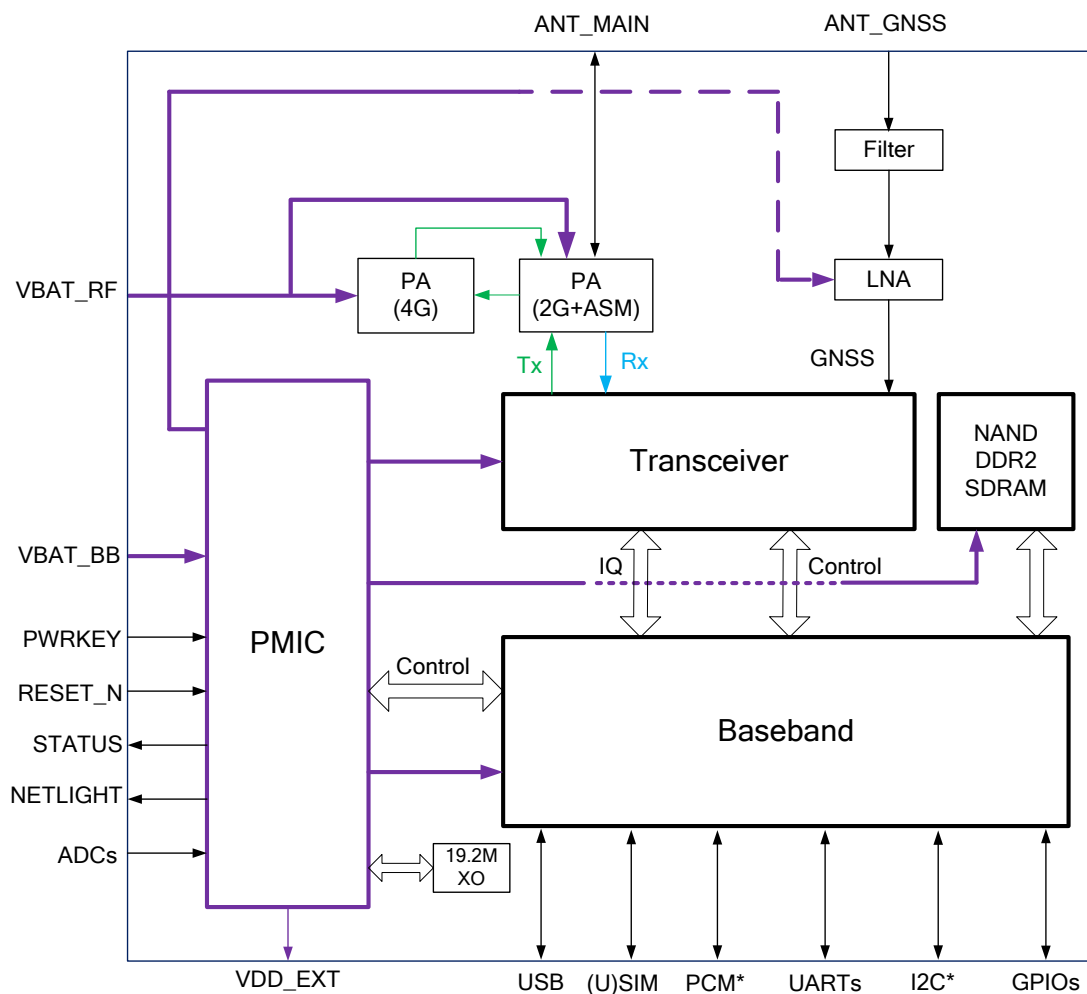 ANT_MAIN
ANT_GNSS
Filter
VBAT_RF
PA
(4G)
PA
(2G+ASM)
LNA
Tx
Rx
GNSS
Transceiver
NAND
DDR2
SDRAM
VBAT_BB
IQ
Control
PWRKEY
PMIC
Control
RESET_N
Baseband
STATUS
NETLIGHT
ADCs
19.2M
XO
VDD_EXT
USB
(U)SIM
PCM*
UARTs
I2C*
GPIOs